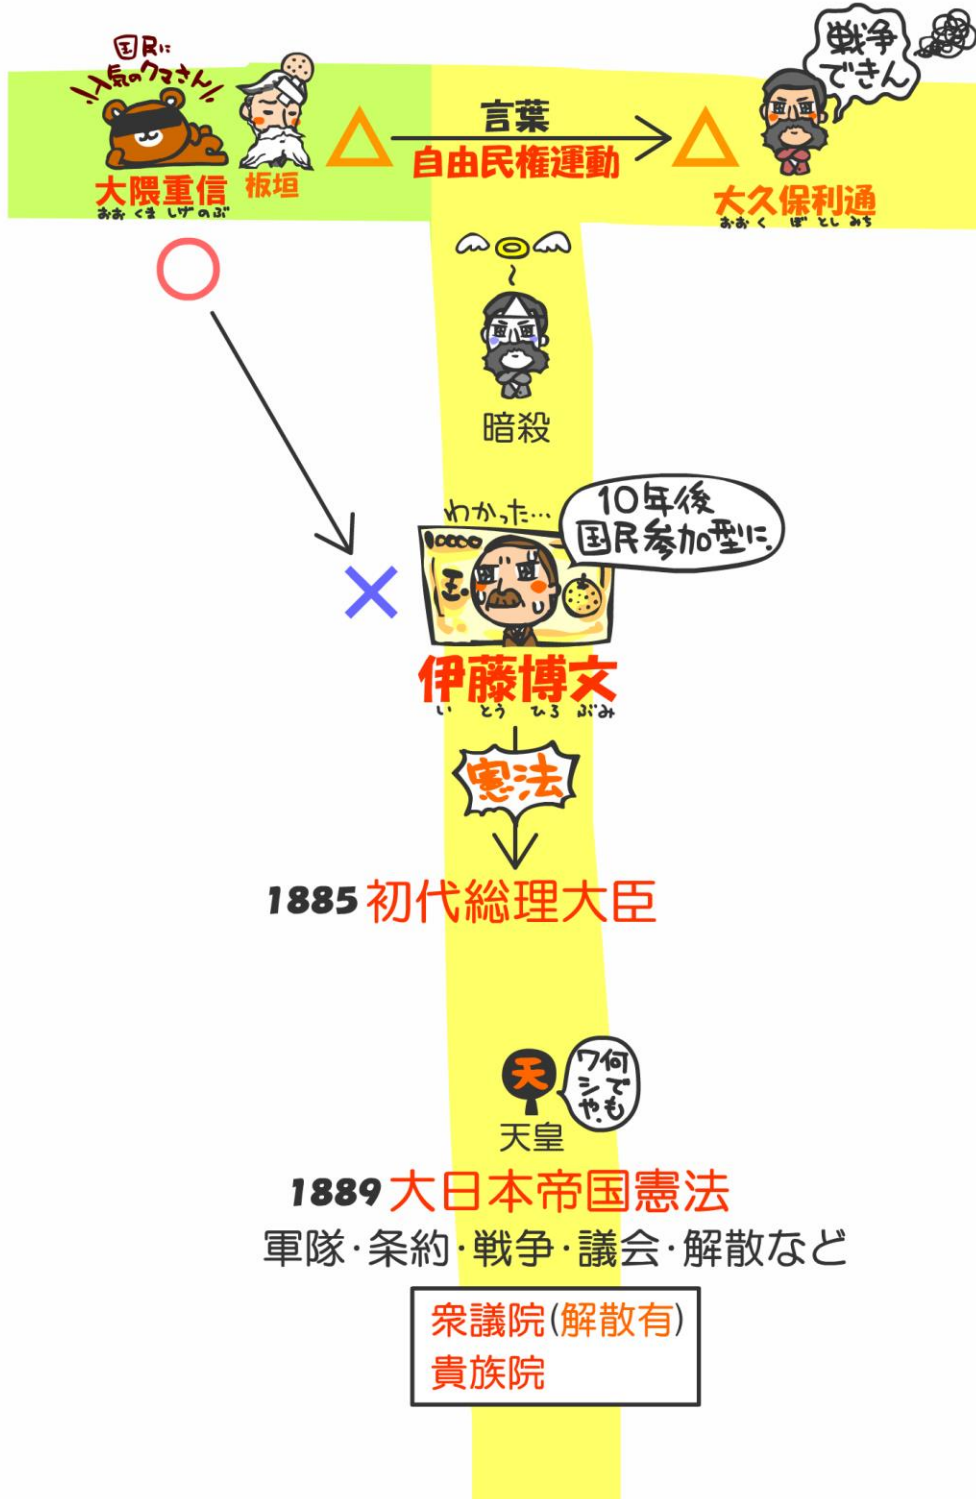 国民に
人気のクマさん
大隈重信
おおくましげのぶ
板垣
言葉
自由民権運動
戦争
できん
大久保利通
おおくぼとしみち
暗殺
わかった…
10年後
国民参加型に.
10000
玉.
伊藤博文
いとうひろぶみ
憲法
1885 初代総理大臣
天
何でも
ワシや.
天皇
1889 大日本帝国憲法
軍隊・条約・戦争・議会・解散など
衆議院(解散有)
貴族院